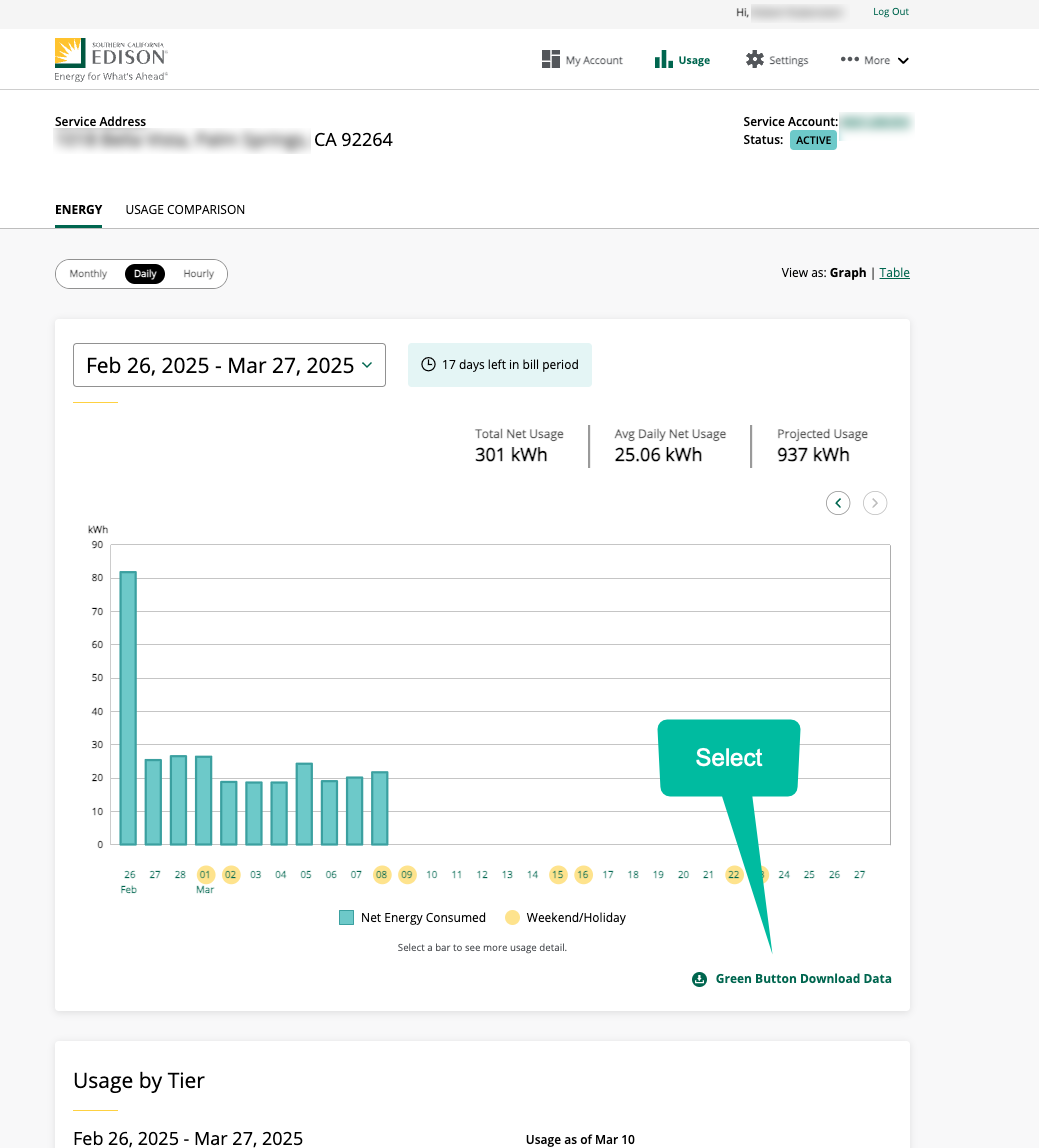 Hi,
Log Out
SOUTHERN CALIFORNIA
EDISON®
Energy for What's Ahead®
My Account
Usage
Settings
More
Service Address
CA 92264
Service Account:
Status: ACTIVE
ENERGY
USAGE COMPARISON
Monthly Daily Hourly
View as: Graph | Table
Feb 26, 2025 - Mar 27, 2025
17 days left in bill period
Total Net Usage
301 kWh
Avg Daily Net Usage
25.06 kWh
Projected Usage
937 kWh
kWh
90
80
70
60
50
40
30
20
10
0
Select
26 27 28 01 02 03 04 05 06 07 08 09 10 11 12 13 14 15 16 17 18 19 20 21 22 24 25 26 27
Feb Mar
Net Energy Consumed
Weekend/Holiday
Select a bar to see more usage detail.
Green Button Download Data
Usage by Tier
Feb 26, 2025 - Mar 27, 2025
Usage as of Mar 10